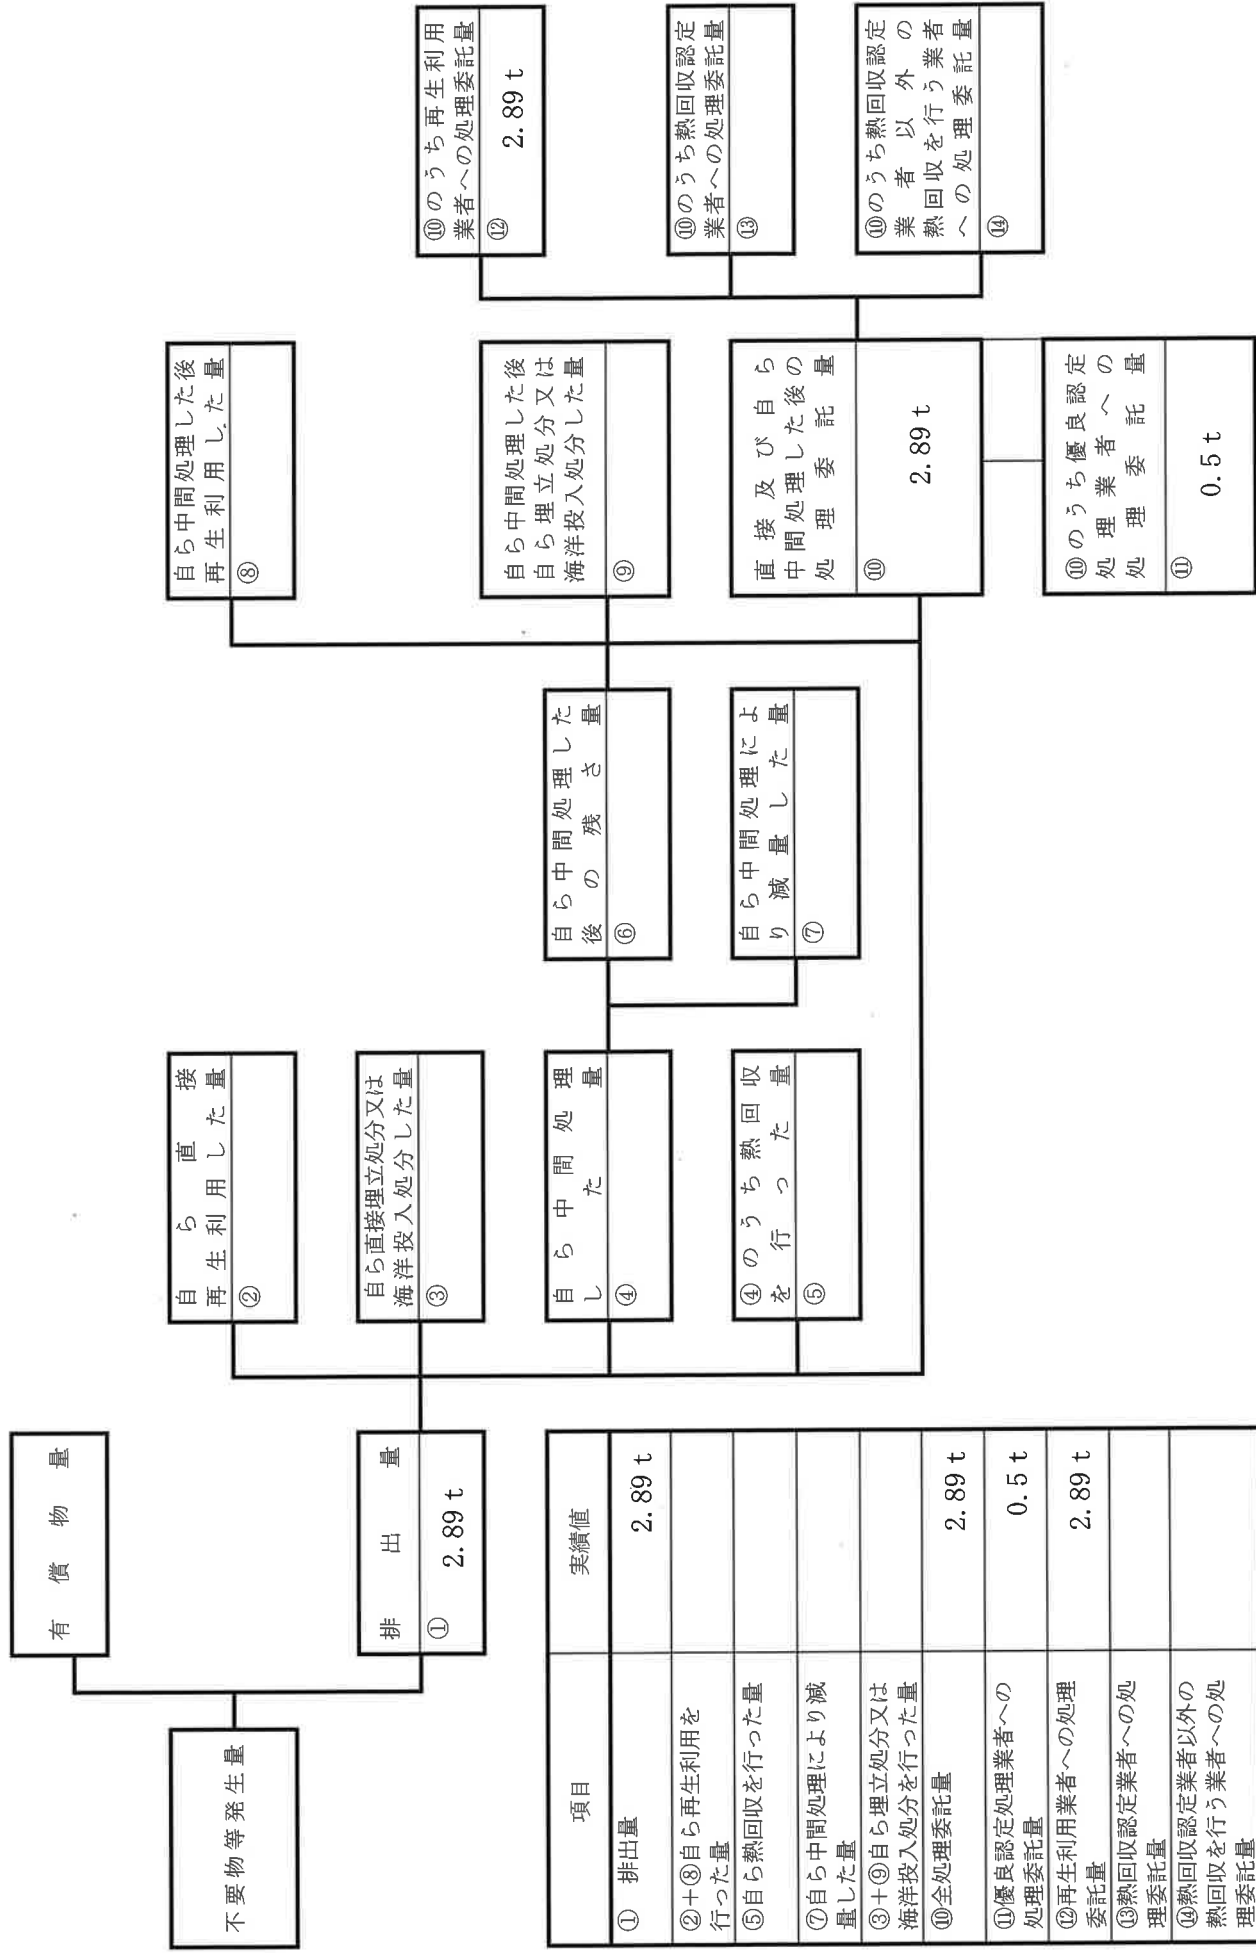 不要物等発生量
有償物量
排出量
①
2.89 t
自ら直接
再生利用した量
②
自ら直接埋立処分又は
海洋投入処分した量
③
自ら中間処理
した量
④
④のうち熱回収
を行った量
⑤
自ら中間処理した
後の残さ量
⑥
自ら中間処理によ
り減量した量
⑦
自ら中間処理した後
再生利用した量
⑧
自ら中間処理した後
自ら埋立処分又は
海洋投入処分した量
⑨
直接及び自ら
中間処理した後の
処理委託量
⑩
2.89 t
⑩のうち優良認定
処理業者への
処理委託量
⑪
0.5 t
⑩のうち再生利用
業者への処理委託量
⑫
2.89 t
⑩のうち熱回収認定
業者への処理委託量
⑬
⑩のうち熱回収認定
業者以外の
熱回収を行う業者
への処理委託量
⑭
項目 実績値
① 排出量 2.89 t
②+⑧自ら再生利用を
行った量
⑤自ら熱回収を行った量
⑦自ら中間処理により減
量した量
③+⑨自ら埋立処分又は
海洋投入処分を行った量
⑩全処理委託量 2.89 t
⑪優良認定処理業者への
処理委託量 0.5 t
⑫再生利用業者への処理
委託量 2.89 t
⑬熱回収認定業者への処
理委託量
⑭熱回収認定業者以外の
熱回収を行う業者への処
理委託量